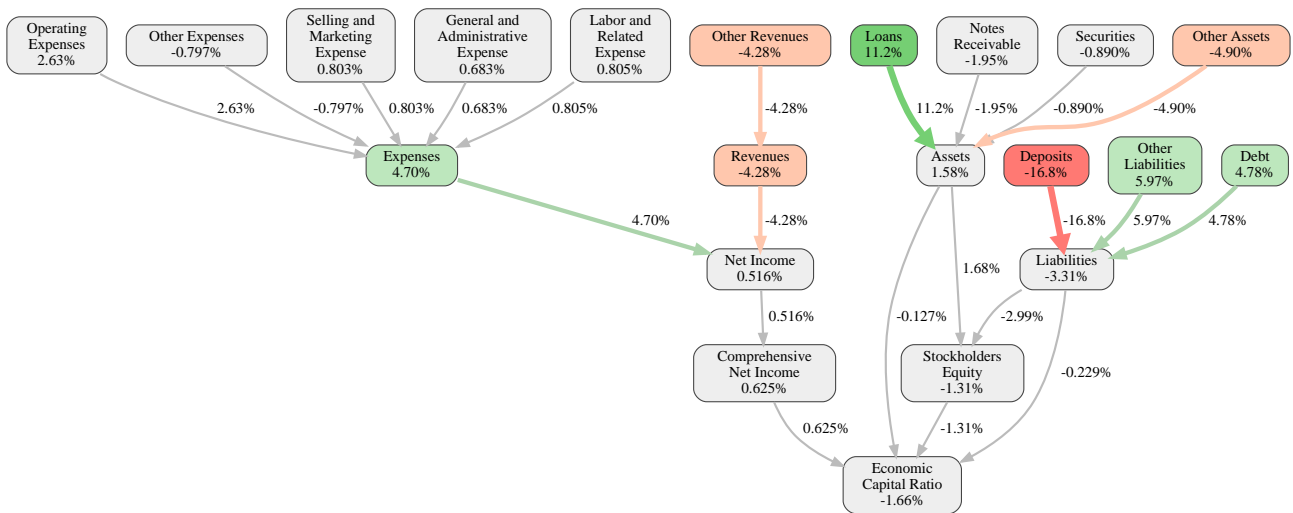 Operating
Expenses
2.63%
Other Expenses
-0.797%
Selling and
Marketing
Expense
0.803%
General and
Administrative
Expense
0.683%
Labor and
Related
Expense
0.805%
Other Revenues
-4.28%
Loans
11.2%
Notes
Receivable
-1.95%
Securities
-0.890%
Other Assets
-4.90%
2.63%
-0.797%
0.803%
0.683%
0.805%
-4.28%
11.2%
-1.95%
-0.890%
-4.90%
Expenses
4.70%
Revenues
-4.28%
Assets
1.58%
Deposits
-16.8%
Other
Liabilities
5.97%
Debt
4.78%
4.70%
-4.28%
-16.8%
5.97%
4.78%
Net Income
0.516%
1.68%
Liabilities
-3.31%
0.516%
-0.127%
-2.99%
Comprehensive
Net Income
0.625%
Stockholders
Equity
-1.31%
-0.229%
0.625%
-1.31%
Economic
Capital Ratio
-1.66%